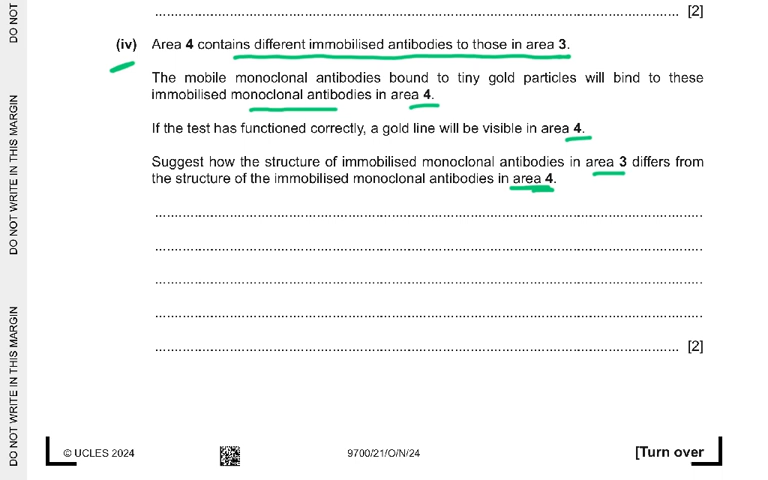 DO NOT
DO NOT WRITE IN THIS MARGIN
DO NOT WRITE IN THIS MARGIN
.................................................................................................................................... [2]
(iv) Area 4 contains different immobilised antibodies to those in area 3.
The mobile monoclonal antibodies bound to tiny gold particles will bind to these
immobilised monoclonal antibodies in area 4.
If the test has functioned correctly, a gold line will be visible in area 4.
Suggest how the structure of immobilised monoclonal antibodies in area 3 differs from
the structure of the immobilised monoclonal antibodies in area 4.
.................................................................................................................................... [2]
© UCLES 2024
9700/21/O/N/24
[Turn over